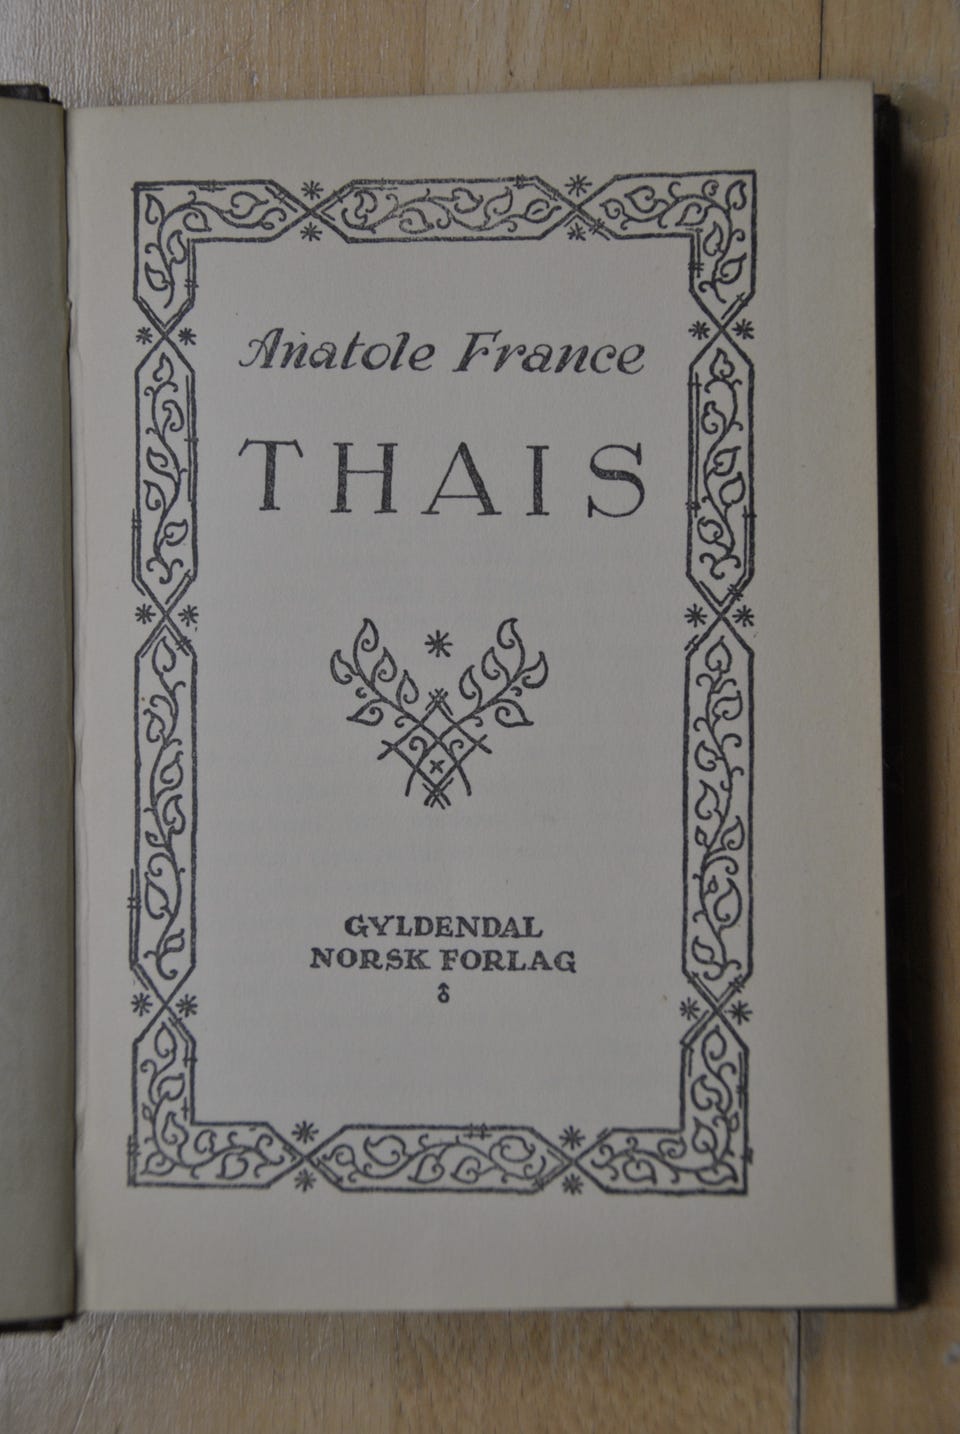 Anatole France
THAIS
GYLDENDAL
NORSK FORLAG